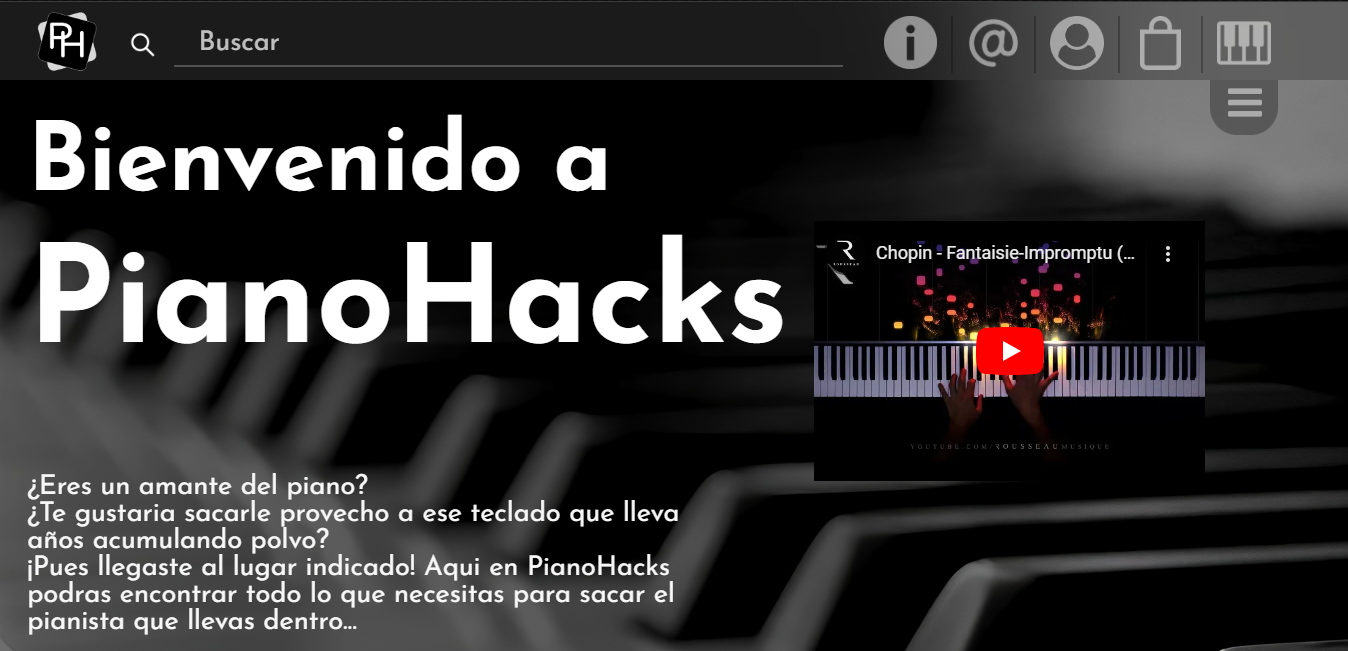 PH
Buscar
Bienvenido a
PianoHacks
R
ROUSSEAU
Chopin - Fantaisie-Impromptu (...
YOUTUBE.COM/ROUSSEAUMUSIQUE
¿Eres un amante del piano?
¿Te gustaria sacarle provecho a ese teclado que lleva
años acumulando polvo?
¡Pues llegaste al lugar indicado! Aqui en PianoHacks
podras encontrar todo lo que necesitas para sacar el
pianista que llevas dentro...